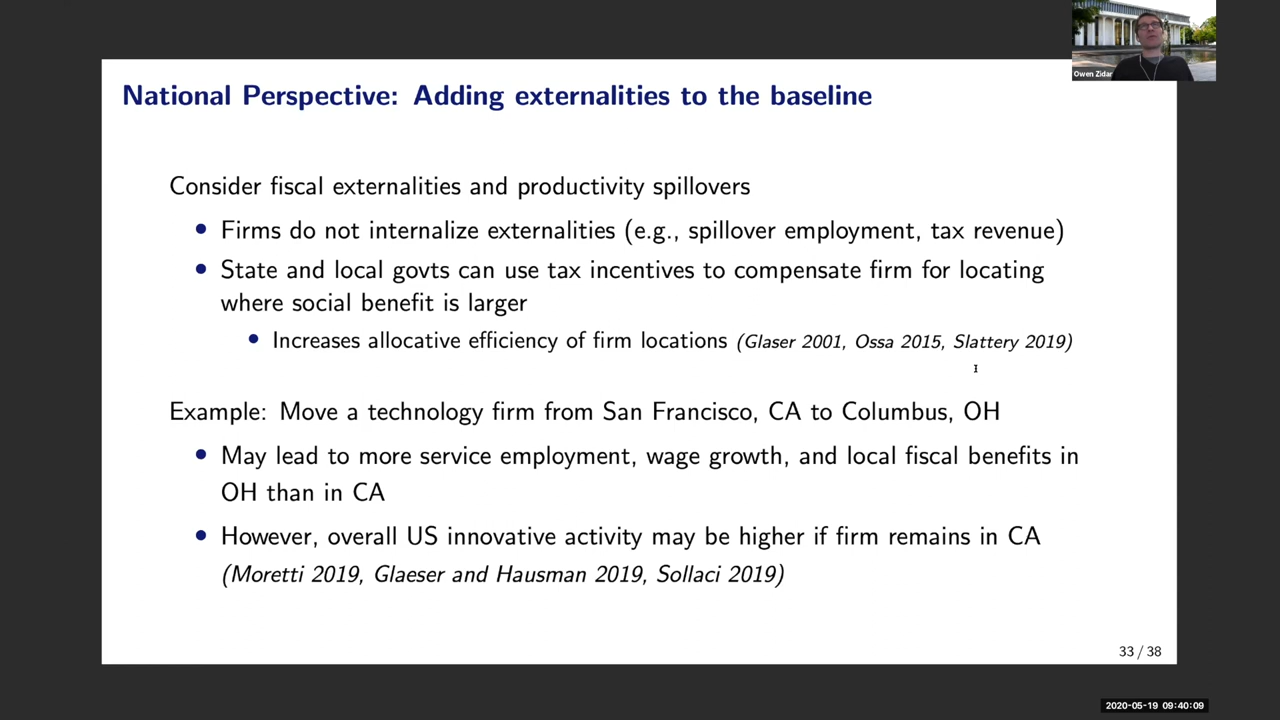 Owen Zidar
National Perspective: Adding externalities to the baseline
Consider fiscal externalities and productivity spillovers
• Firms do not internalize externalities (e.g., spillover employment, tax revenue)
• State and local govts can use tax incentives to compensate firm for locating
where social benefit is larger
• Increases allocative efficiency of firm locations (Glaser 2001, Ossa 2015, Slattery 2019)
Example: Move a technology firm from San Francisco, CA to Columbus, OH
• May lead to more service employment, wage growth, and local fiscal benefits in
OH than in CA
• However, overall US innovative activity may be higher if firm remains in CA
(Moretti 2019, Glaeser and Hausman 2019, Sollaci 2019)
33 / 38
2020-05-19 09:40:09